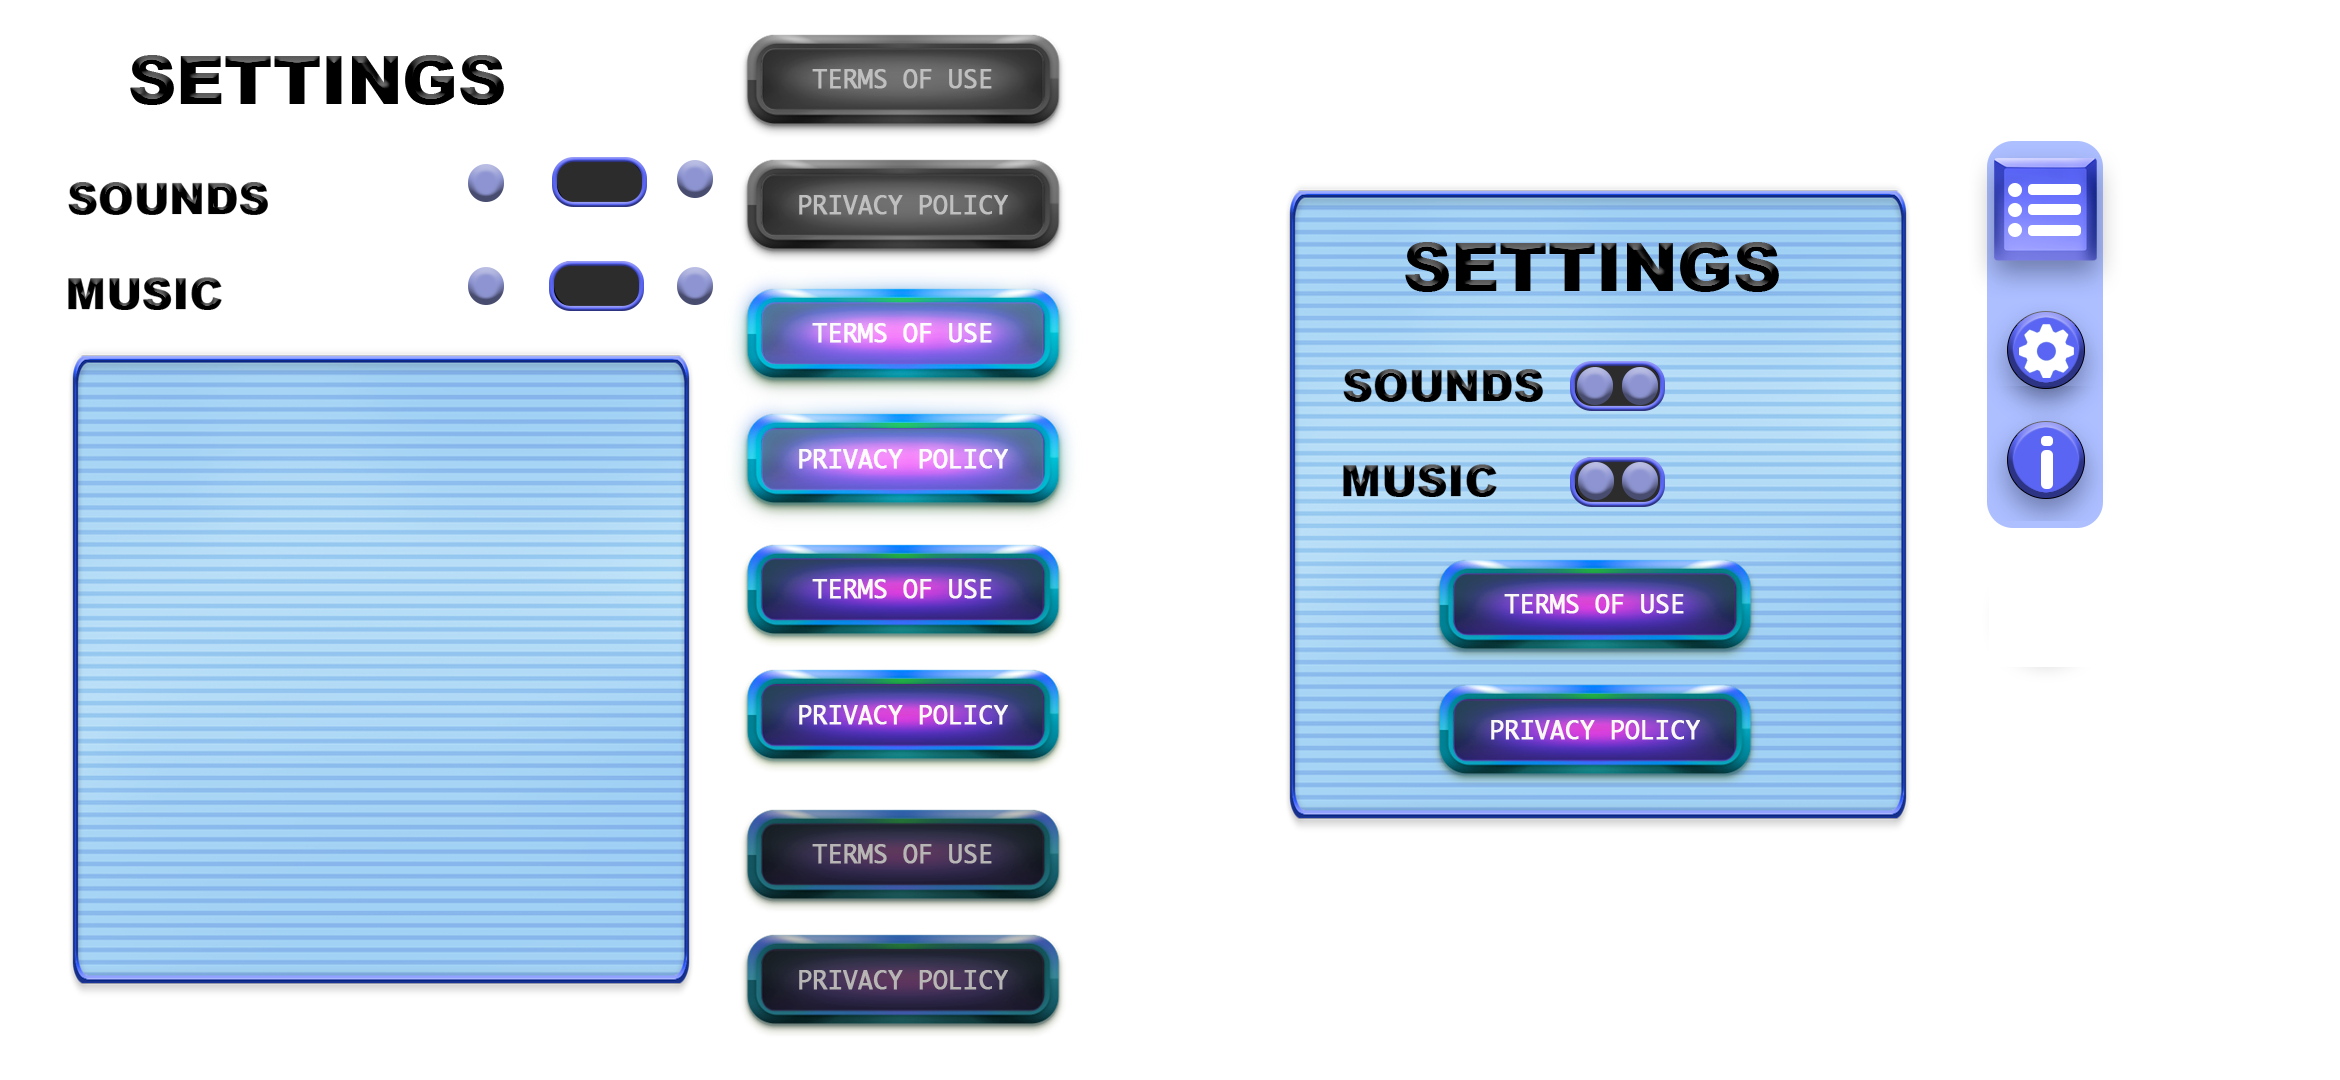 SETTINGS
SOUNDS
MUSIC
TERMS OF USE
PRIVACY POLICY
TERMS OF USE
PRIVACY POLICY
TERMS OF USE
PRIVACY POLICY
TERMS OF USE
PRIVACY POLICY
SETTINGS
SOUNDS
MUSIC
TERMS OF USE
PRIVACY POLICY
i